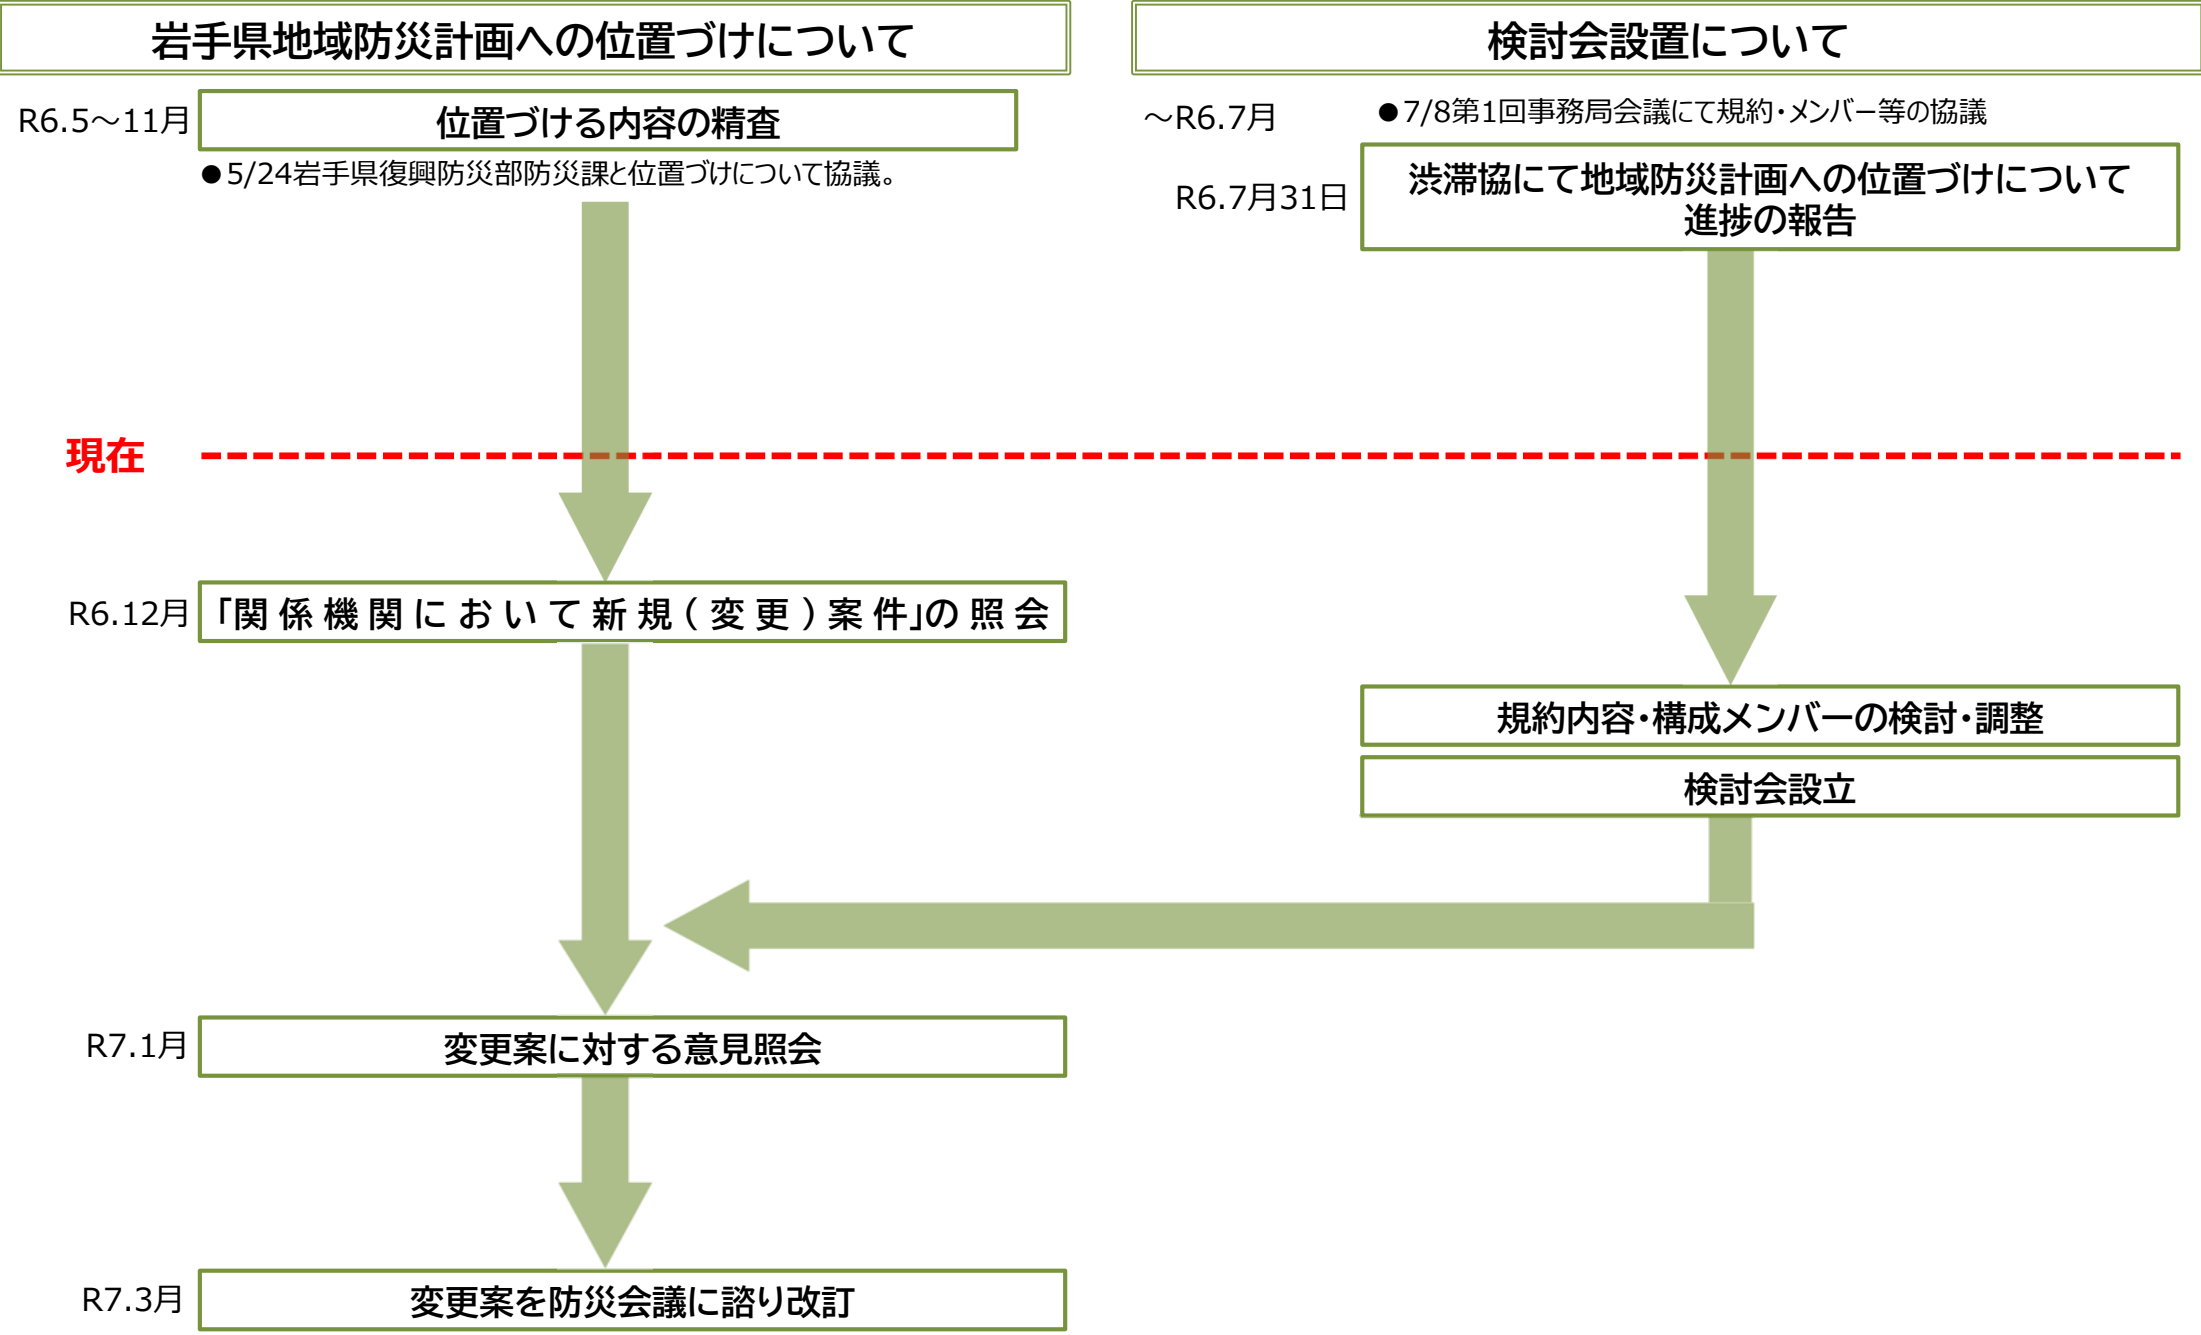 岩手県地域防災計画への位置づけについて
R6.5～11月
位置づける内容の精査
●5/24岩手県復興防災部防災課と位置づけについて協議。
検討会設置について
～R6.7月
●7/8第1回事務局会議にて規約・メンバー等の協議
R6.7月31日
渋滞協にて地域防災計画への位置づけについて
進捗の報告
現在
R6.12月
「関係機関において新規（変更）案件」の照会
規約内容・構成メンバーの検討・調整
検討会設立
R7.1月
変更案に対する意見照会
R7.3月
変更案を防災会議に諮り改訂